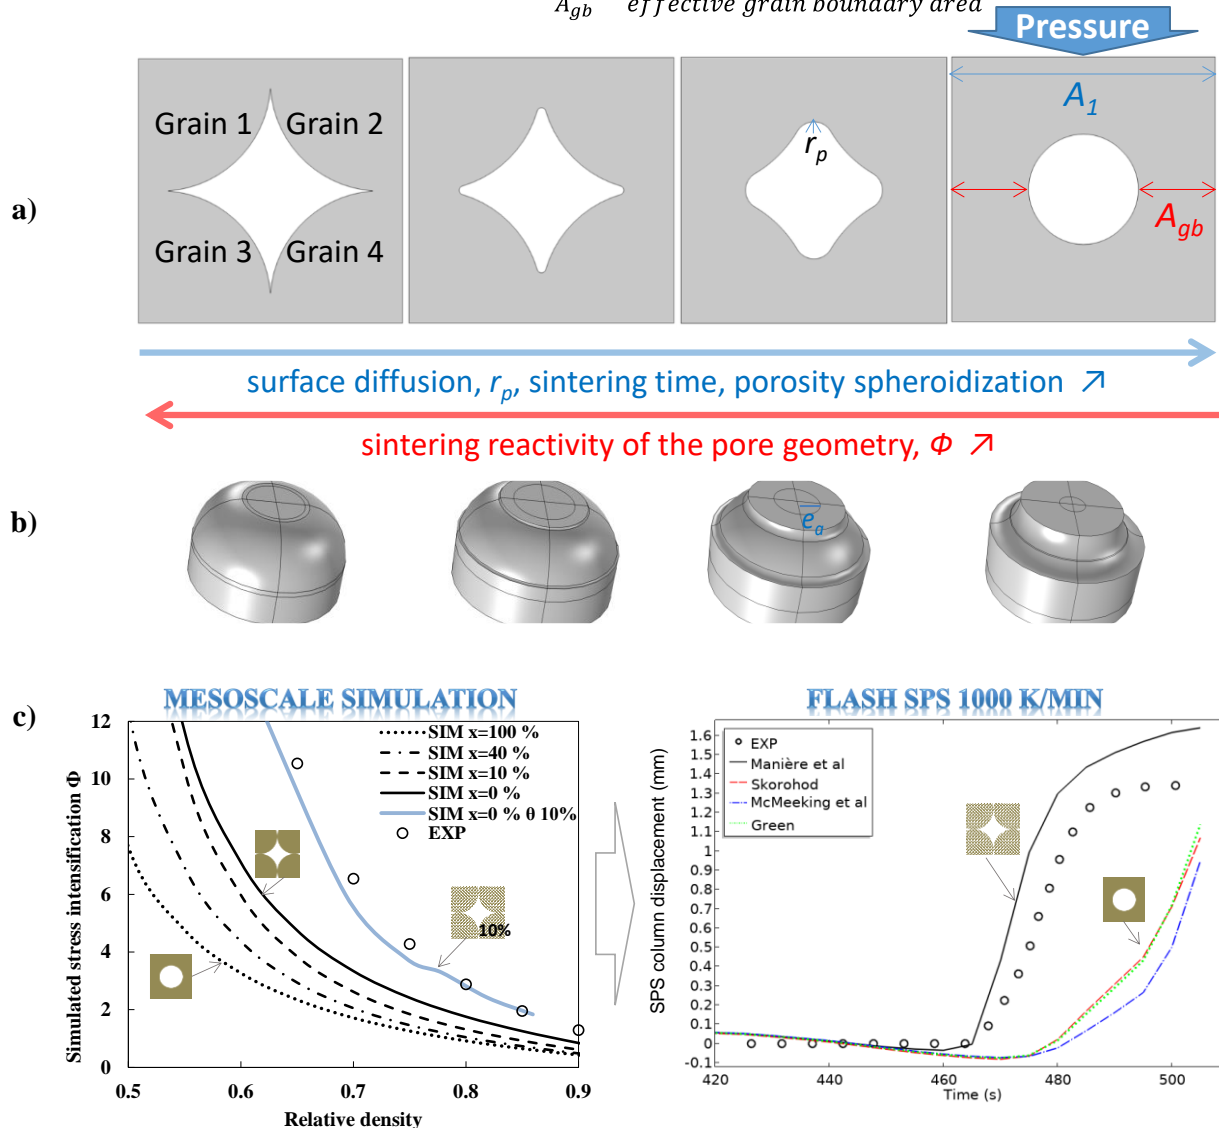 A_gb effective grain boundary area
Pressure
a)
Grain 1 Grain 2
Grain 3 Grain 4
r_p
A_1
A_gb
surface diffusion, r_p, sintering time, porosity spheroidization ↗
sintering reactivity of the pore geometry, Φ ↗
b)
e_a
c)
MESOSCALE SIMULATION
Simulated stress intensification Φ
12
10
8
6
4
2
0
0.5 0.6 0.7 0.8 0.9
Relative density
SIM x=100 %
SIM x=40 %
SIM x=10 %
SIM x=0 %
SIM x=0 % θ 10%
EXP
10%
FLASH SPS 1000 K/MIN
SPS column displacement (mm)
1.6
1.5
1.4
1.3
1.2
1.1
1
0.9
0.8
0.7
0.6
0.5
0.4
0.3
0.2
0.1
0
-0.1
420 440 460 480 500
Time (s)
EXP
Manière et al
Skorohod
McMeeking et al
Green